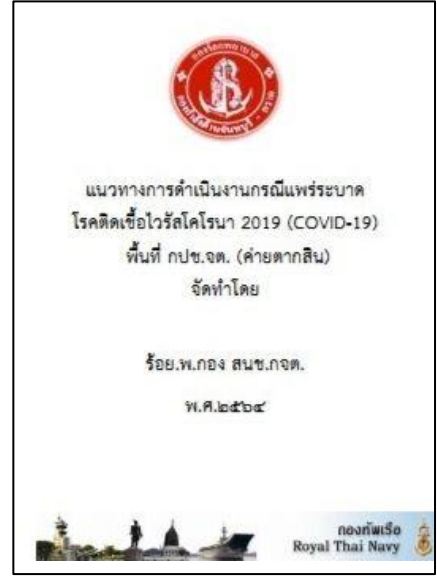 แนวทางการดำเนินงานกรณีแพร่ระบาด
โรคติดเชื้อไวรัสโคโรนา 2019 (COVID-19)
พื้นที่ กปช.จต. (ค่ายตากสิน)
จัดทำโดย
ร้อย.พ.กอง สนช.กจต.
พ.ศ.๒๕๖๔
กองทัพเรือ
Royal Thai Navy